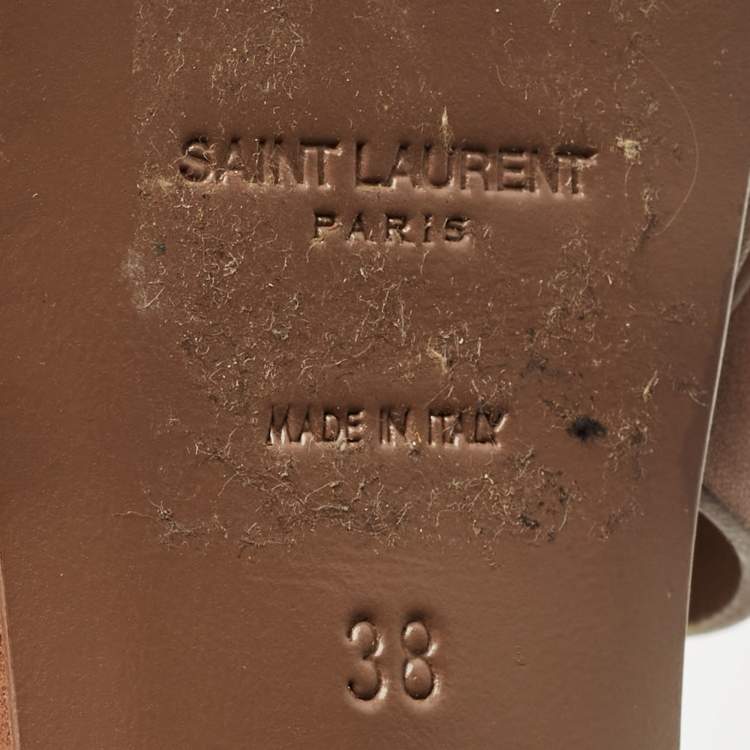 SAINT LAURENT
PARIS
MADE IN ITALY
38